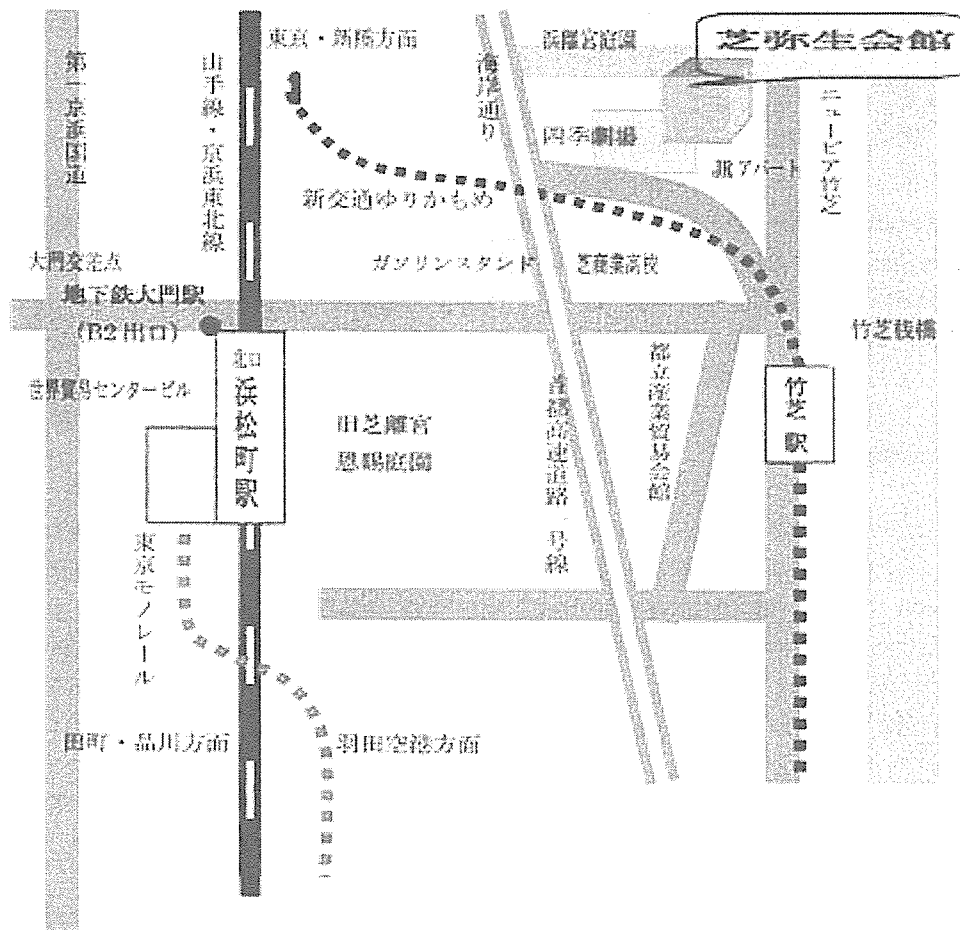 東京・新橋方面
浜離宮庭園
芝弥生会館
第一京浜国道
山手線・京浜東北線
海岸通り
四季劇場
ニューピア竹芝
アパート
新交通ゆりかもめ
大門交差点
ガソリンスタンド
芝商業高校
地下鉄大門駅
(B2出口)
竹芝桟橋
北口
浜松町駅
世界貿易センタービル
旧芝離宮
恩賜庭園
首都高速道路一号線
都立産業貿易会館
竹芝駅
東京モノレール
田町・品川方面
羽田空港方面